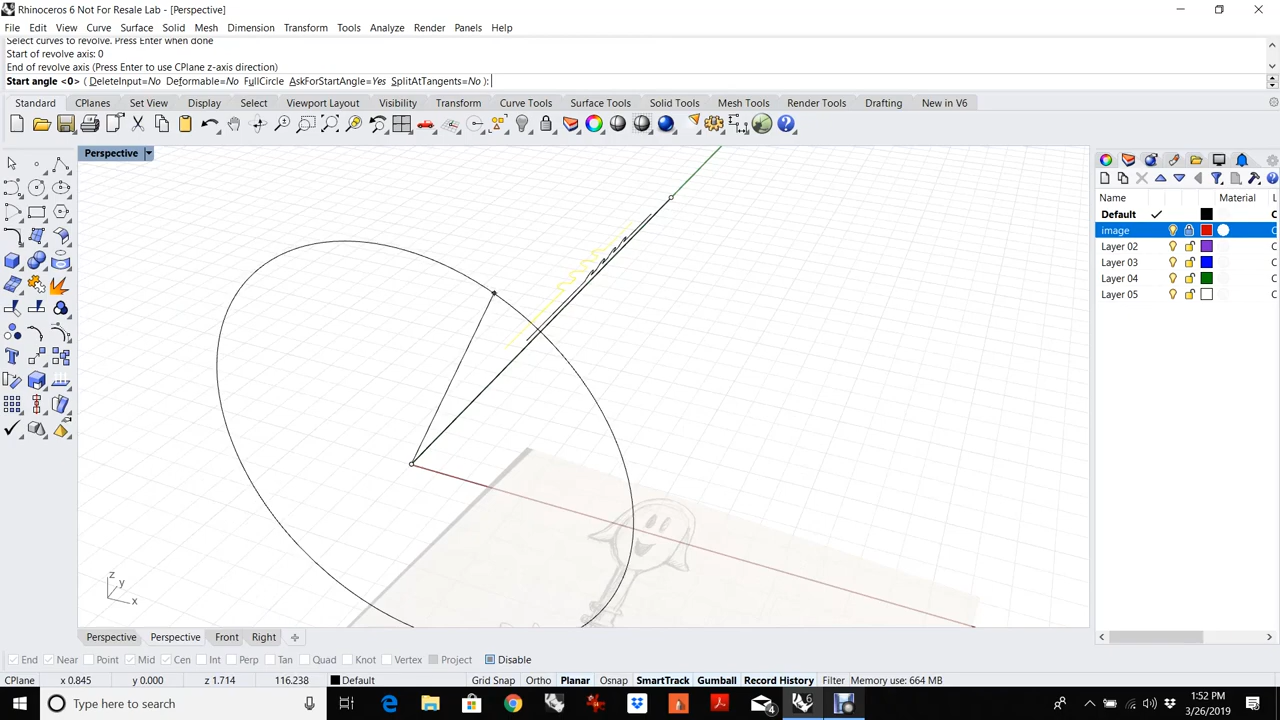 Rhinoceros 6 Not For Resale Lab - [Perspective]
File Edit View Curve Surface Solid Mesh Dimension Transform Tools Analyze Render Panels Help
Select curves to revolve. Press Enter when done
Start of revolve axis: 0
End of revolve axis (Press Enter to use CPlane z-axis direction)
Start angle <0> ( DeleteInput=No Deformable=No FullCircle AskForStartAngle=Yes SplitAtTangents=No ):
Standard CPlanes Set View Display Select Viewport Layout Visibility Transform Curve Tools Surface Tools Solid Tools Mesh Tools Render Tools Drafting New in V6
Perspective
Name Material L
Default C
image C
Layer 02 C
Layer 03 C
Layer 04 C
Layer 05 C
z
y
x
Perspective Perspective Front Right
End Near Point Mid Cen Int Perp Tan Quad Knot Vertex Project Disable
CPlane x 0.845 y 0.000 z 1.714 116.238 Default Grid Snap Ortho Planar Osnap SmartTrack Gumball Record History Filter Memory use: 664 MB
Type here to search
4
6
1:52 PM
3/26/2019